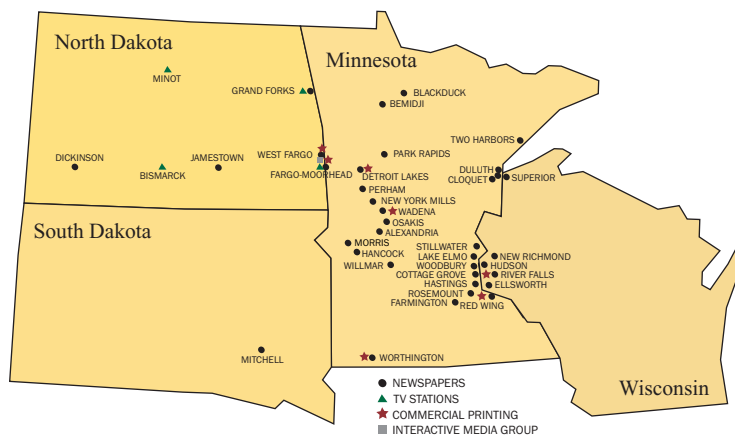 North Dakota
Minnesota
MINOT
GRAND FORKS
BLACKDUCK
BEMIDJI
TWO HARBORS
WEST FARGO
PARK RAPIDS
DICKINSON
JAMESTOWN
BISMARCK
FARGO-MOORHEAD
DETROIT LAKES
DULUTH
CLOQUET
SUPERIOR
PERHAM
NEW YORK MILLS
WADENA
South Dakota
OSAKIS
ALEXANDRIA
MORRIS
HANCOCK
WILLMAR
STILLWATER
LAKE ELMO
NEW RICHMOND
WOODBURY
HUDSON
COTTAGE GROVE
RIVER FALLS
HASTINGS
ELLSWORTH
ROSEMOUNT
FARMINGTON
RED WING
MITCHELL
WORTHINGTON
Wisconsin
NEWSPAPERS
TV STATIONS
COMMERCIAL PRINTING
INTERACTIVE MEDIA GROUP